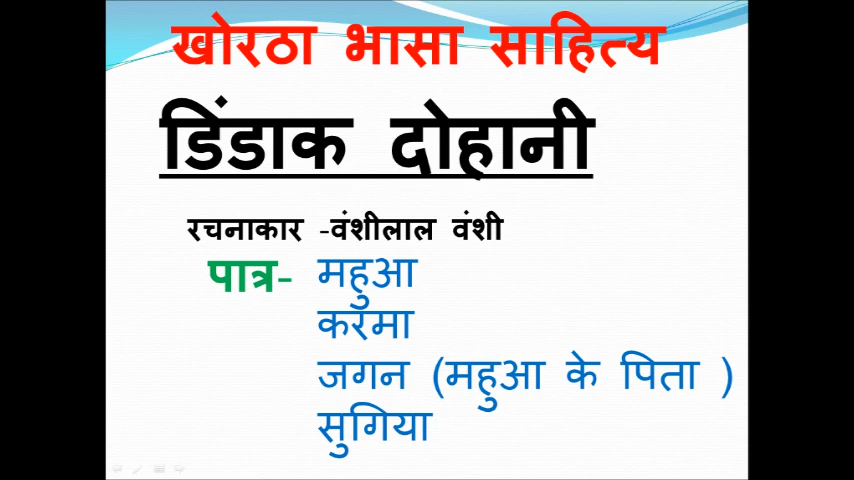 खोरठा भासा साहित्य
डिंडाक दोहानी
रचनाकार -वंशीलाल वंशी
पात्र- महुआ
करमा
जगन (महुआ के पिता )
सुगिया